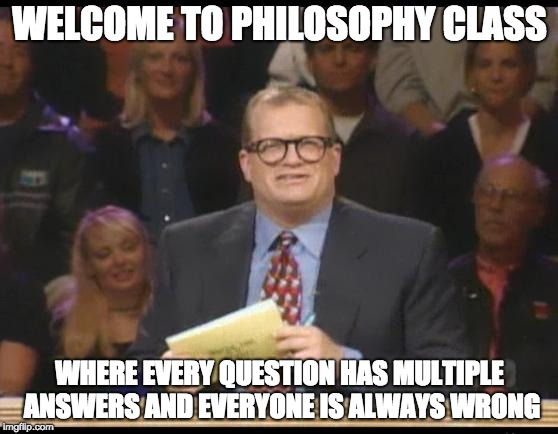 WELCOME TO PHILOSOPHY CLASS
WHERE EVERY QUESTION HAS MULTIPLE
ANSWERS AND EVERYONE IS ALWAYS WRONG
imgflip.com